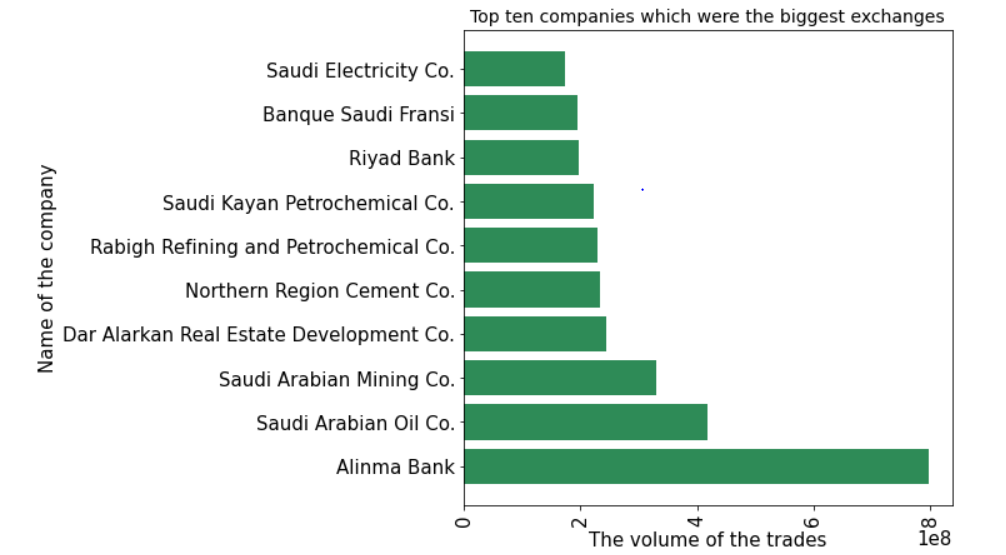 Top ten companies which were the biggest exchanges
Name of the company
Saudi Electricity Co.
Banque Saudi Fransi
Riyad Bank
Saudi Kayan Petrochemical Co.
Rabigh Refining and Petrochemical Co.
Northern Region Cement Co.
Dar Alarkan Real Estate Development Co.
Saudi Arabian Mining Co.
Saudi Arabian Oil Co.
Alinma Bank
0 2 4 6 8
1e8
The volume of the trades